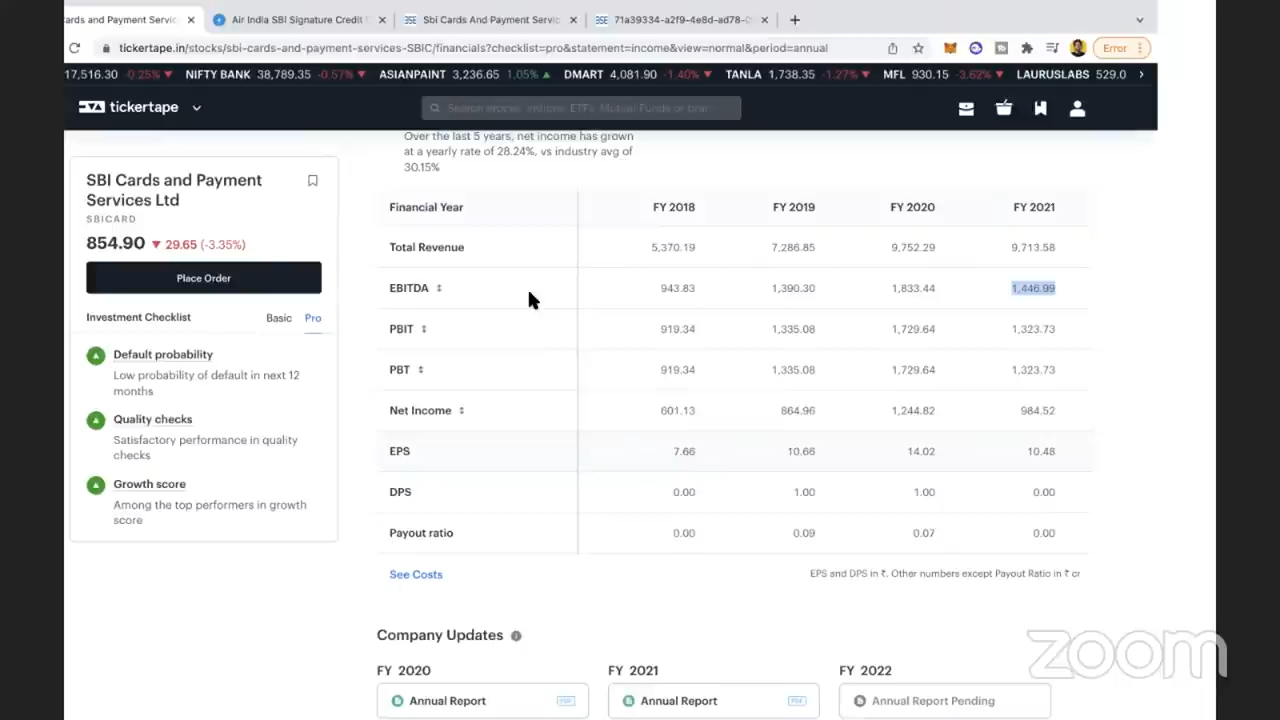 ards and Payment Servic
Air India SBI Signature Credit
Sbi Cards And Payment Servic
71a39334-a2f9-4e8d-ad78-
tickertape.in/stocks/sbi-cards-and-payment-services-SBIC/financials?checklist=pro&statement=income&view=normal&period=annual
Error
17,516.30 -0.25% NIFTY BANK 38,789.35 -0.57% ASIANPAINT 3,236.65 1.05% DMART 4,081.90 -1.40% TANLA 1,738.35 -1.27% MFL 930.15 -3.62% LAURUSLABS 529.0
tickertape
Search stocks, indices, ETFs, Mutual Funds or bran
Over the last 5 years, net income has grown
at a yearly rate of 28.24%, vs industry avg of
30.15%
SBI Cards and Payment
Services Ltd
SBICARD
854.90 29.65 (-3.35%)
Place Order
Investment Checklist Basic Pro
Default probability
Low probability of default in next 12
months
Quality checks
Satisfactory performance in quality
checks
Growth score
Among the top performers in growth
score
Financial Year FY 2018 FY 2019 FY 2020 FY 2021
Total Revenue 5,370.19 7,286.85 9,752.29 9,713.58
EBITDA 943.83 1,390.30 1,833.44 1,446.99
PBIT 919.34 1,335.08 1,729.64 1,323.73
PBT 919.34 1,335.08 1,729.64 1,323.73
Net Income 601.13 864.96 1,244.82 984.52
EPS 7.66 10.66 14.02 10.48
DPS 0.00 1.00 1.00 0.00
Payout ratio 0.00 0.09 0.07 0.00
See Costs
EPS and DPS in ₹. Other numbers except Payout Ratio in ₹ cr
Company Updates
FY 2020 FY 2021 FY 2022
Annual Report PDF Annual Report PDF Annual Report Pending
zoom